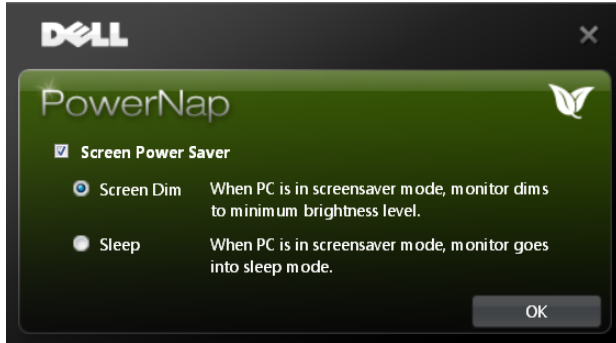 DELL
PowerNap
Screen Power Saver
Screen Dim When PC is in screensaver mode, monitor dims
to minimum brightness level.
Sleep When PC is in screensaver mode, monitor goes
into sleep mode.
OK